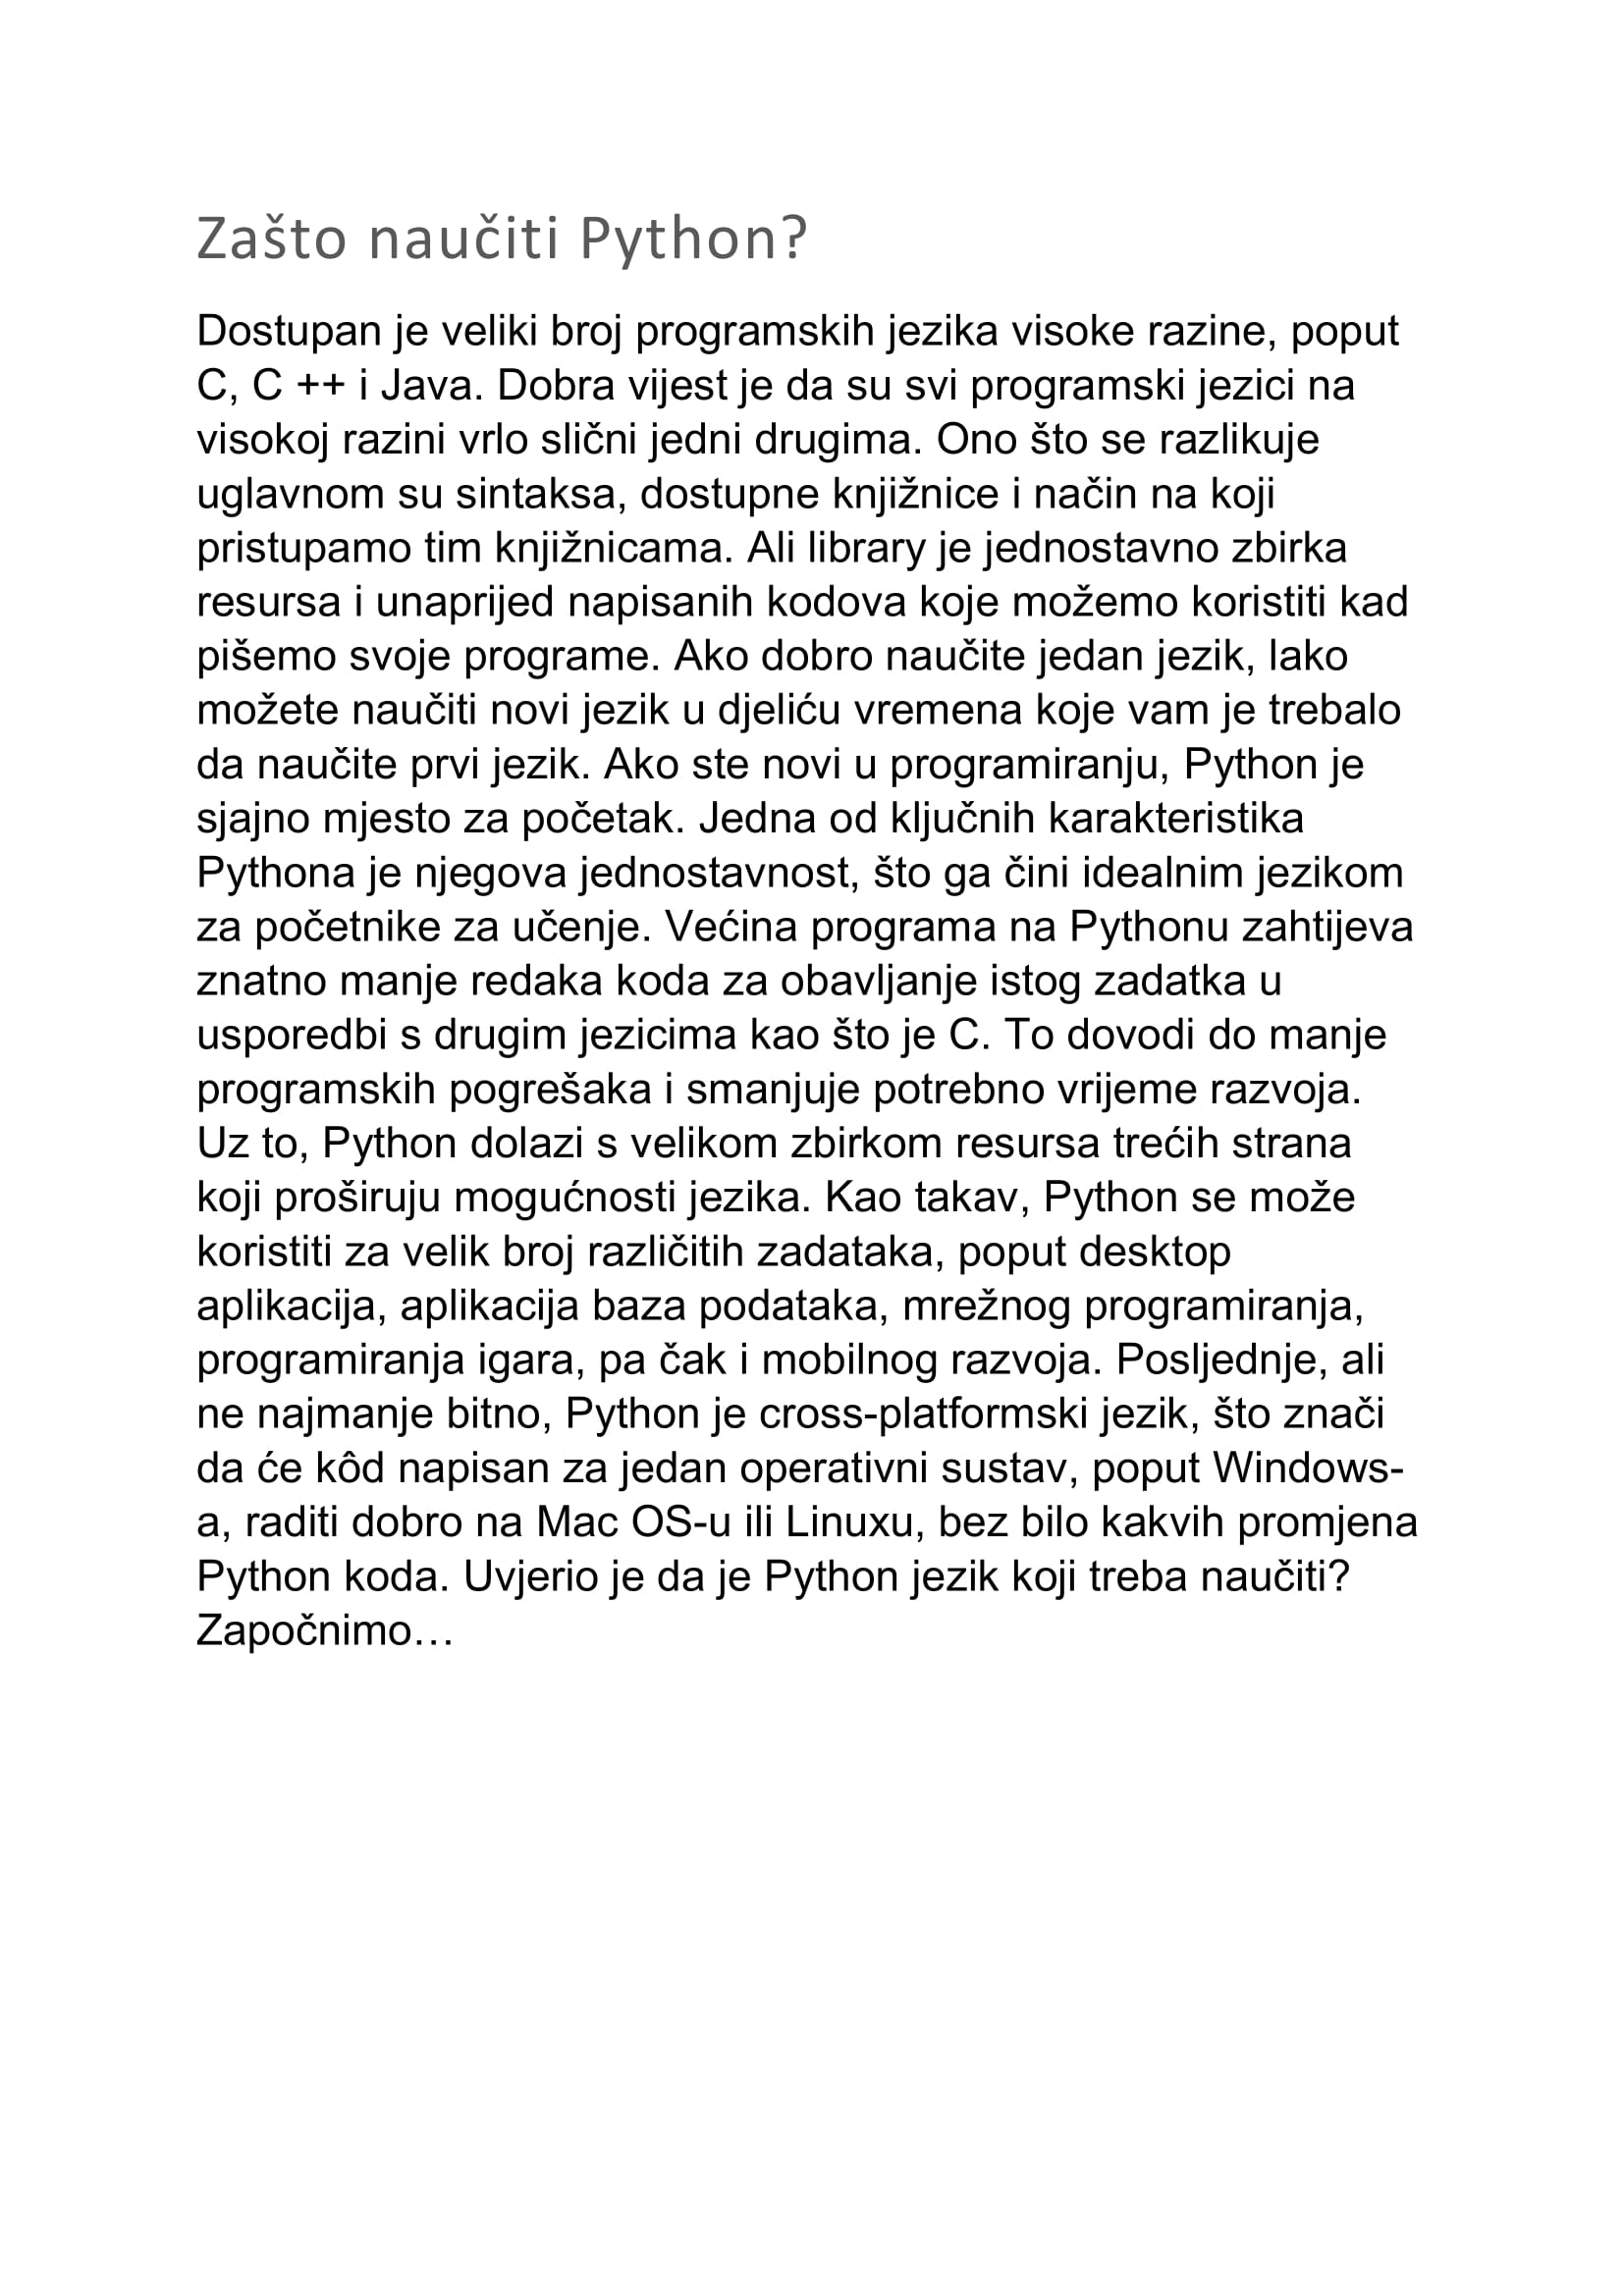 Zašto naučiti Python?
Dostupan je veliki broj programskih jezika visoke razine, poput
C, C ++ i Java. Dobra vijest je da su svi programski jezici na
visokoj razini vrlo slični jedni drugima. Ono što se razlikuje
uglavnom su sintaksa, dostupne knjižnice i način na koji
pristupamo tim knjižnicama. Ali library je jednostavno zbirka
resursa i unaprijed napisanih kodova koje možemo koristiti kad
pišemo svoje programe. Ako dobro naučite jedan jezik, lako
možete naučiti novi jezik u djeliću vremena koje vam je trebalo
da naučite prvi jezik. Ako ste novi u programiranju, Python je
sjajno mjesto za početak. Jedna od ključnih karakteristika
Pythona je njegova jednostavnost, što ga čini idealnim jezikom
za početnike za učenje. Većina programa na Pythonu zahtijeva
znatno manje redaka koda za obavljanje istog zadatka u
usporedbi s drugim jezicima kao što je C. To dovodi do manje
programskih pogrešaka i smanjuje potrebno vrijeme razvoja.
Uz to, Python dolazi s velikom zbirkom resursa trećih strana
koji proširuju mogućnosti jezika. Kao takav, Python se može
koristiti za velik broj različitih zadataka, poput desktop
aplikacija, aplikacija baza podataka, mrežnog programiranja,
programiranja igara, pa čak i mobilnog razvoja. Posljednje, ali
ne najmanje bitno, Python je cross-platformski jezik, što znači
da će kôd napisan za jedan operativni sustav, poput Windows-
a, raditi dobro na Mac OS-u ili Linuxu, bez bilo kakvih promjena
Python koda. Uvjerio je da je Python jezik koji treba naučiti?
Započnimo…